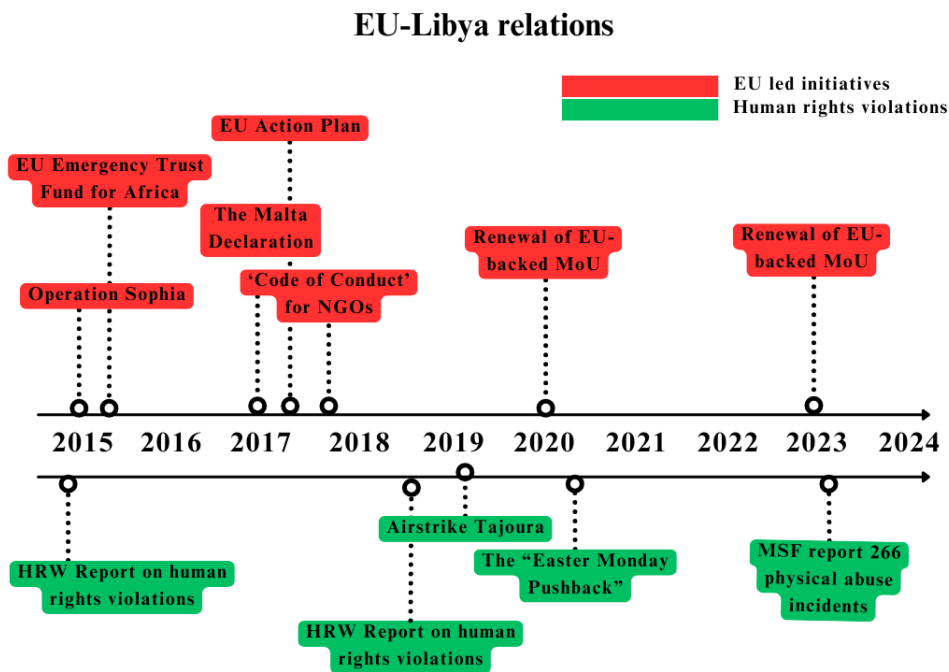 EU-Libya relations
EU led initiatives
Human rights violations
EU Action Plan
EU Emergency Trust
Fund for Africa
The Malta
Declaration
Renewal of EU-
backed MoU
Renewal of EU-
backed MoU
Operation Sophia
‘Code of Conduct’
for NGOs
2015 2016 2017 2018 2019 2020 2021 2022 2023 2024
Airstrike Tajoura
HRW Report on human
rights violations
The “Easter Monday
Pushback”
MSF report 266
physical abuse
incidents
HRW Report on human
rights violations